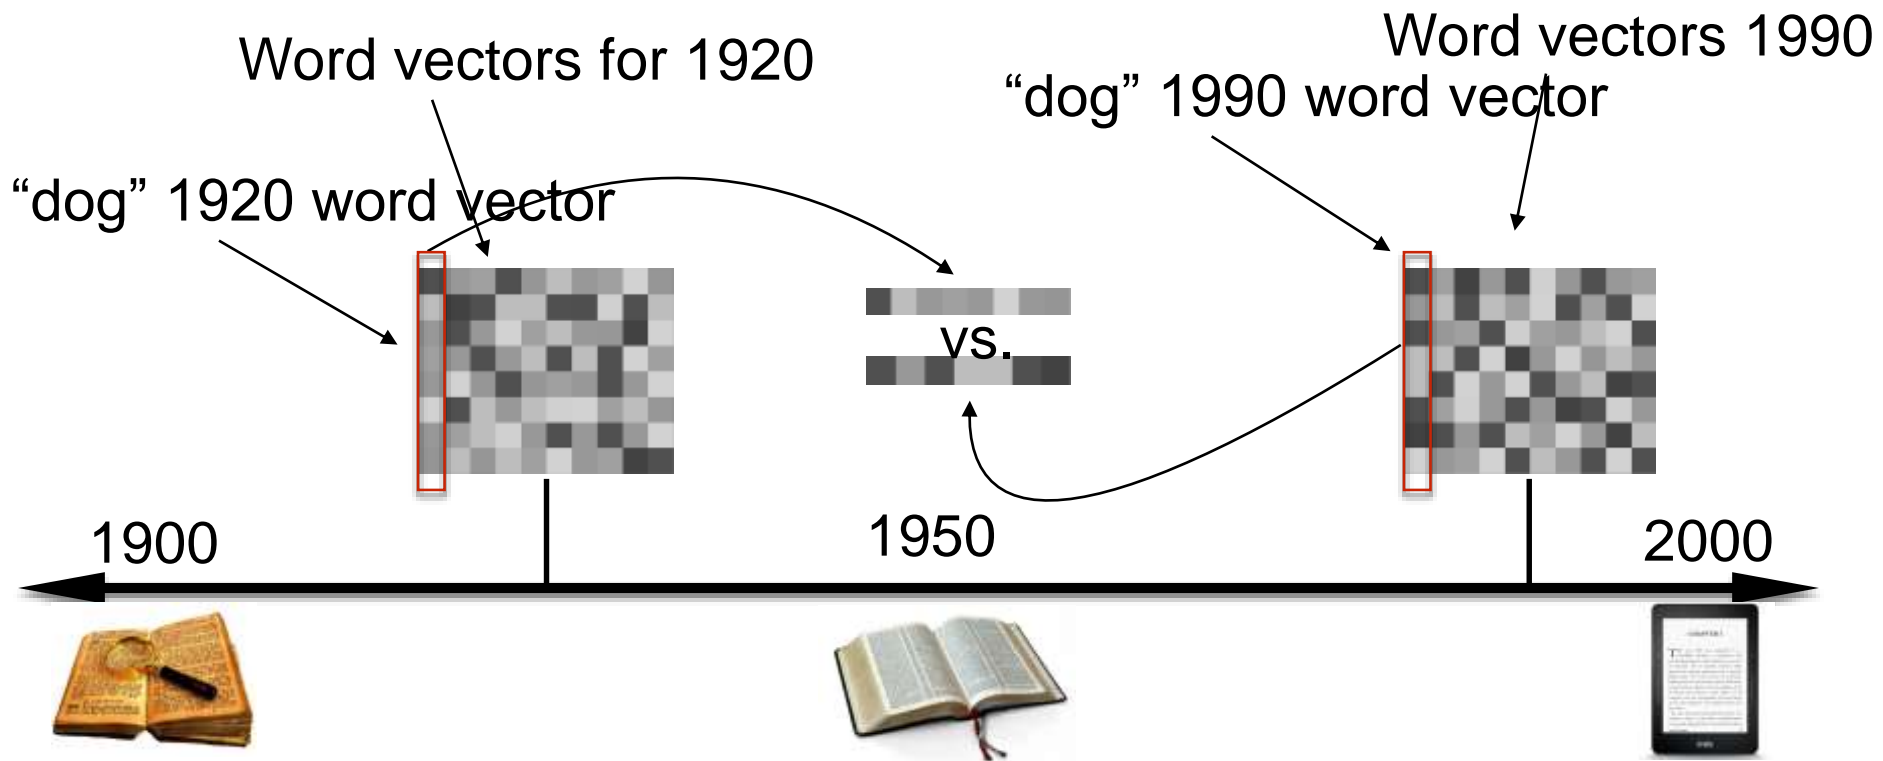 Word vectors for 1920
“dog” 1920 word vector
Word vectors 1990
“dog” 1990 word vector
vs.
1900
1950
2000